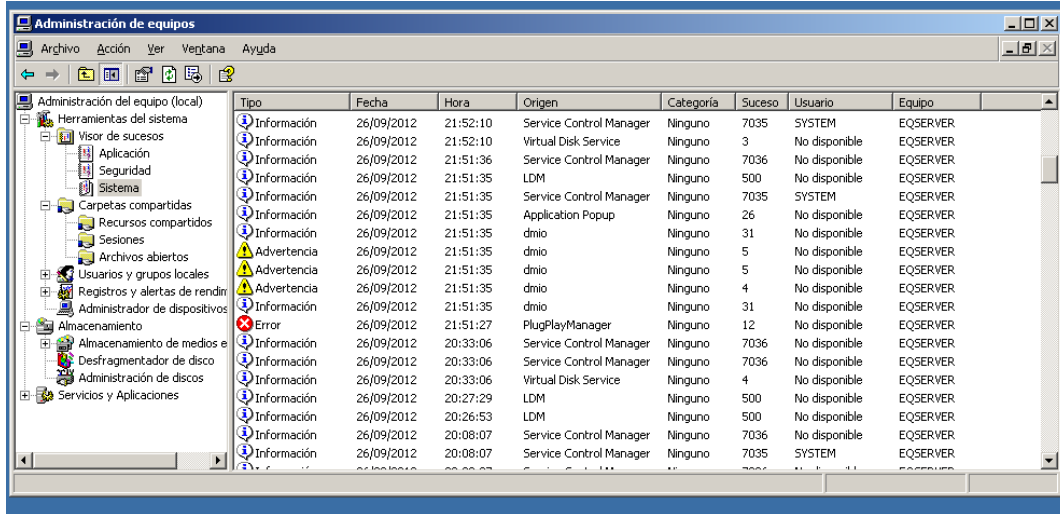 Administración de equipos
Archivo Acción Ver Ventana Ayuda
Administración del equipo (local)
Herramientas del sistema
Visor de sucesos
Aplicación
Seguridad
Sistema
Carpetas compartidas
Recursos compartidos
Sesiones
Archivos abiertos
Usuarios y grupos locales
Registros y alertas de rendim
Administrador de dispositivos
Almacenamiento
Almacenamiento de medios e
Desfragmentador de disco
Administración de discos
Servicios y Aplicaciones
Tipo Fecha Hora Origen Categoría Suceso Usuario Equipo
Información 26/09/2012 21:52:10 Service Control Manager Ninguno 7035 SYSTEM EQSERVER
Información 26/09/2012 21:52:10 Virtual Disk Service Ninguno 3 No disponible EQSERVER
Información 26/09/2012 21:51:36 Service Control Manager Ninguno 7036 No disponible EQSERVER
Información 26/09/2012 21:51:35 LDM Ninguno 500 No disponible EQSERVER
Información 26/09/2012 21:51:35 Service Control Manager Ninguno 7035 SYSTEM EQSERVER
Información 26/09/2012 21:51:35 Application Popup Ninguno 26 No disponible EQSERVER
Información 26/09/2012 21:51:35 dmio Ninguno 31 No disponible EQSERVER
Advertencia 26/09/2012 21:51:35 dmio Ninguno 5 No disponible EQSERVER
Advertencia 26/09/2012 21:51:35 dmio Ninguno 5 No disponible EQSERVER
Advertencia 26/09/2012 21:51:35 dmio Ninguno 4 No disponible EQSERVER
Información 26/09/2012 21:51:35 dmio Ninguno 31 No disponible EQSERVER
Error 26/09/2012 21:51:27 PlugPlayManager Ninguno 12 No disponible EQSERVER
Información 26/09/2012 20:33:06 Service Control Manager Ninguno 7036 No disponible EQSERVER
Información 26/09/2012 20:33:06 Service Control Manager Ninguno 7036 No disponible EQSERVER
Información 26/09/2012 20:33:06 Virtual Disk Service Ninguno 4 No disponible EQSERVER
Información 26/09/2012 20:27:29 LDM Ninguno 500 No disponible EQSERVER
Información 26/09/2012 20:26:53 LDM Ninguno 500 No disponible EQSERVER
Información 26/09/2012 20:08:07 Service Control Manager Ninguno 7036 No disponible EQSERVER
Información 26/09/2012 20:08:07 Service Control Manager Ninguno 7035 SYSTEM EQSERVER